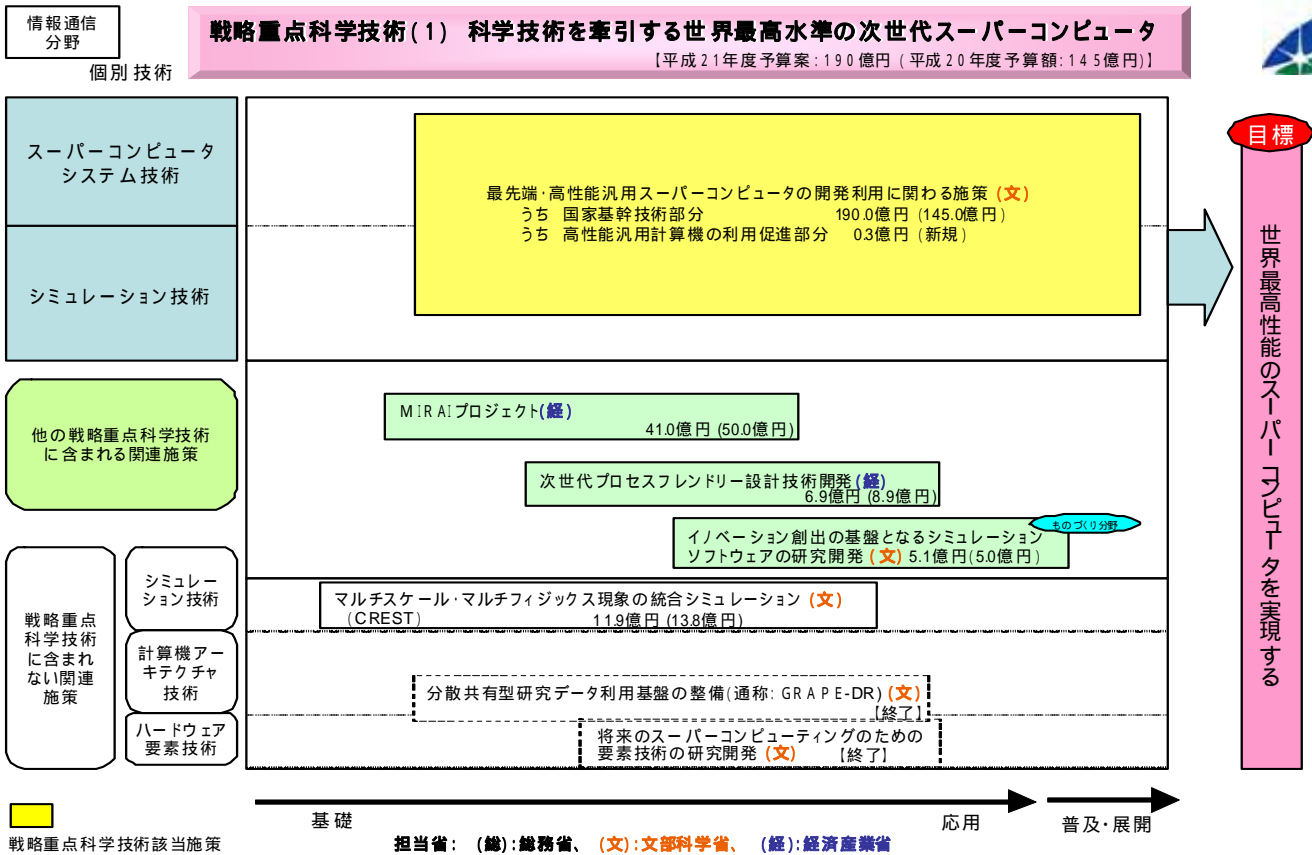 情報通信
分野
個別技術
戦略重点科学技術(1) 科学技術を牽引する世界最高水準の次世代スーパーコンピュータ
【平成21年度予算案:190億円 (平成20年度予算額:145億円)】
スーパーコンピュータ
システム技術
シミュレーション技術
最先端・高性能汎用スーパーコンピュータの開発利用に関わる施策 (文)
うち 国家基幹技術部分 190.0億円 (145.0億円)
うち 高性能汎用計算機の利用促進部分 0.3億円 (新規)
目標
世界最高性能のスーパーコンピュータを実現する
他の戦略重点科学技術
に含まれる関連施策
MIRAIプロジェクト(経)
41.0億円 (50.0億円)
次世代プロセスフレンドリー設計技術開発(経)
6.9億円 (8.9億円)
ものづくり分野
イノベーション創出の基盤となるシミュレーション
ソフトウェアの研究開発 (文) 5.1億円(5.0億円)
戦略重点
科学技術
に含まれ
ない関連
施策
シミュレー
ション技術
マルチスケール・マルチフィジックス現象の統合シミュレーション (文)
(CREST) 11.9億円 (13.8億円)
計算機アー
キテクチャ
技術
分散共有型研究データ利用基盤の整備(通称: GRAPE-DR) (文)
【終了】
ハードウェア
要素技術
将来のスーパーコンピューティングのための
要素技術の研究開発 (文) 【終了】
基礎
応用
普及・展開
戦略重点科学技術該当施策
担当省: (総):総務省、 (文):文部科学省、 (経):経済産業省